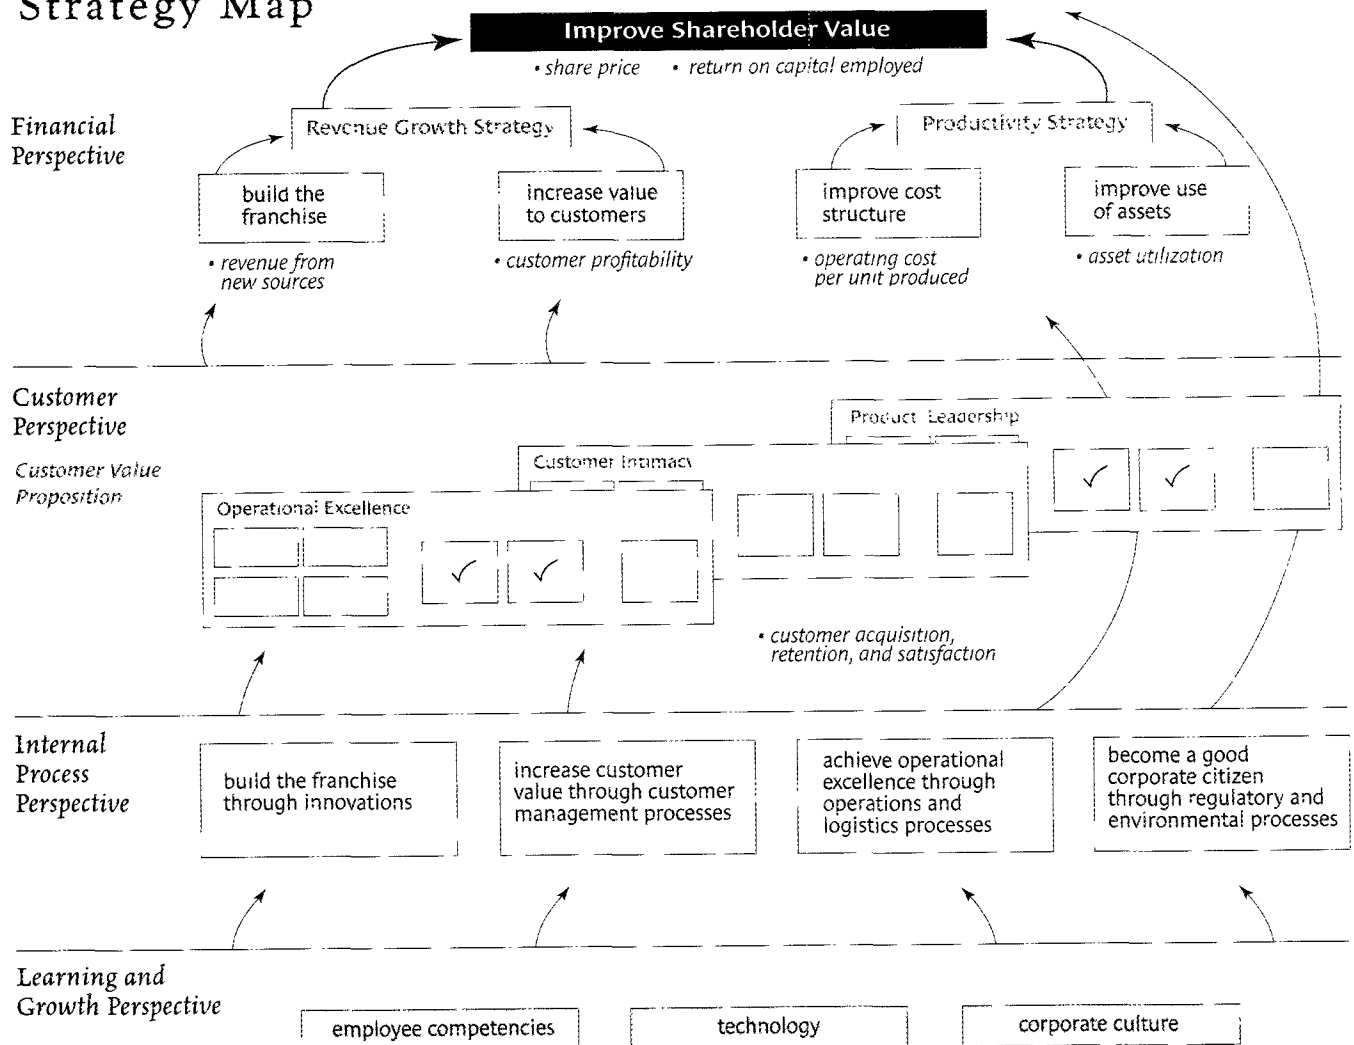 Strategy Map
Improve Shareholder Value
• share price • return on capital employed
Financial
Perspective
Revenue Growth Strategy
Productivity Strategy
build the
franchise
increase value
to customers
improve cost
structure
improve use
of assets
• revenue from
new sources
• customer profitability
• operating cost
per unit produced
• asset utilization
Customer
Perspective
Customer Value
Proposition
Product Leadership
Customer Intimacy
Operational Excellence
• customer acquisition,
retention, and satisfaction
Internal
Process
Perspective
build the franchise
through innovations
increase customer
value through customer
management processes
achieve operational
excellence through
operations and
logistics processes
become a good
corporate citizen
through regulatory and
environmental processes
Learning and
Growth Perspective
employee competencies
technology
corporate culture